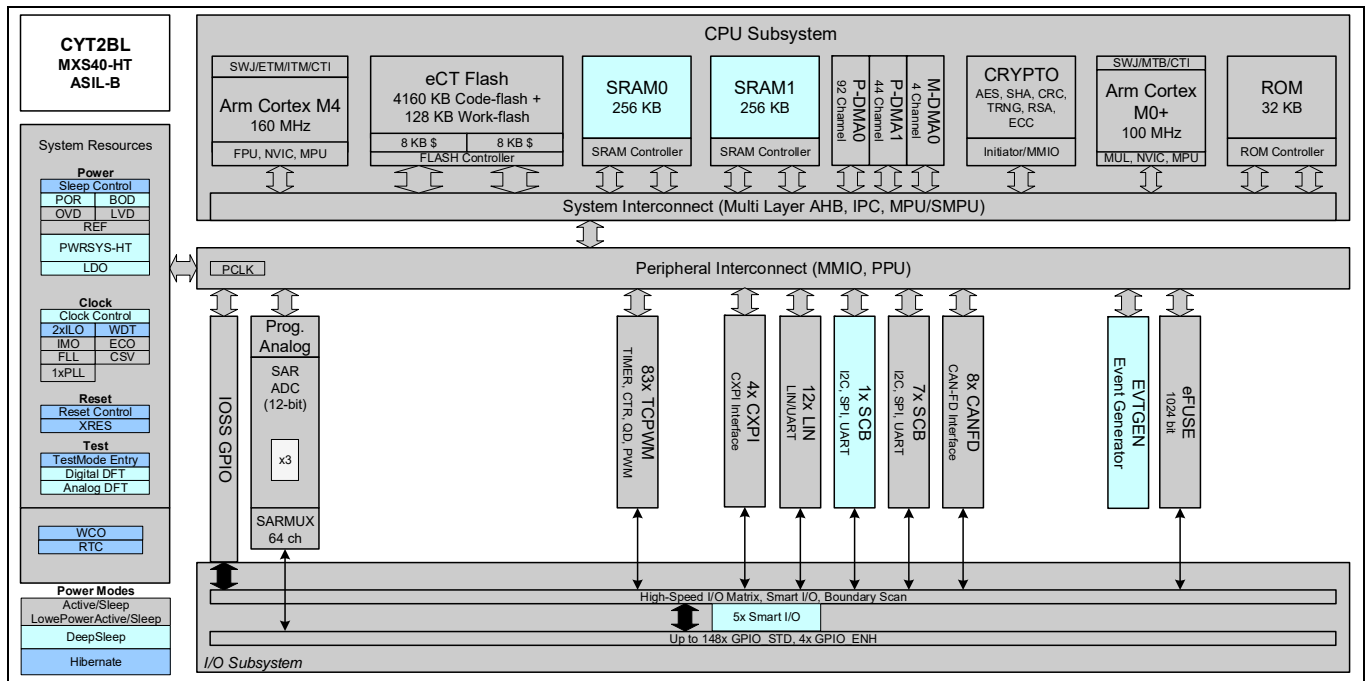 CYT2BL
MXS40-HT
ASIL-B
System Resources
Power
Sleep Control
POR
BOD
OVD
LVD
REF
PWRSYS-HT
LDO
Clock
Clock Control
2xILO
WDT
IMO
ECO
FLL
CSV
1xPLL
Reset
Reset Control
XRES
Test
TestMode Entry
Digital DFT
Analog DFT
WCO
RTC
Power Modes
Active/Sleep
LowePowerActive/Sleep
DeepSleep
Hibernate
CPU Subsystem
SWJ/ETM/ITM/CTI
Arm Cortex M4
160 MHz
FPU, NVIC, MPU
eCT Flash
4160 KB Code-flash +
128 KB Work-flash
8 KB $
8 KB $
FLASH Controller
SRAM0
256 KB
SRAM Controller
SRAM1
256 KB
SRAM Controller
P-DMA0
92 Channel
P-DMA1
44 Channel
M-DMA0
4 Channel
CRYPTO
AES, SHA, CRC,
TRNG, RSA,
ECC
Initiator/MMIO
SWJ/MTB/CTI
Arm Cortex
M0+
100 MHz
MUL, NVIC, MPU
ROM
32 KB
ROM Controller
System Interconnect (Multi Layer AHB, IPC, MPU/SMPU)
PCLK
Peripheral Interconnect (MMIO, PPU)
IOSS GPIO
Prog.
Analog
SAR
ADC
(12-bit)
x3
SARMUX
64 ch
83x TCPWM
TIMER, CTR, QD, PWM
4x CXPI
CXPI Interface
12x LIN
LIN/UART
1x SCB
I2C, SPI, UART
7x SCB
I2C, SPI, UART
8x CANFD
CAN-FD Interface
EVTGEN
Event Generator
eFUSE
1024 bit
High-Speed I/O Matrix, Smart I/O, Boundary Scan
5x Smart I/O
Up to 148x GPIO_STD, 4x GPIO_ENH
I/O Subsystem